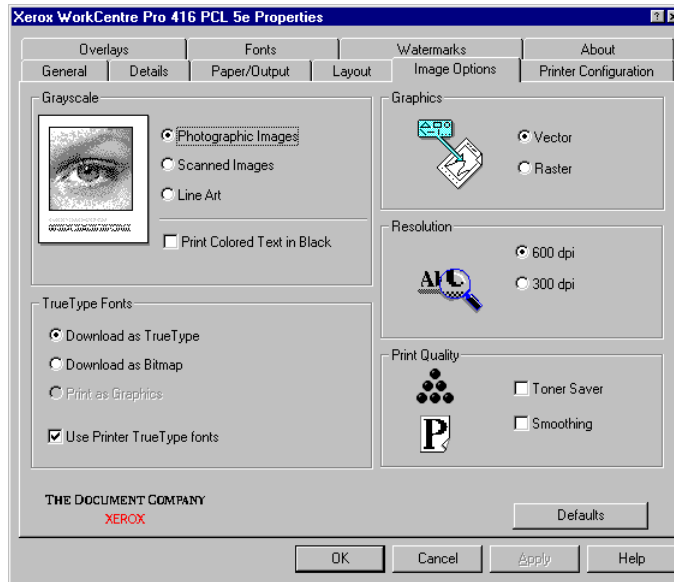 Xerox WorkCentre Pro 416 PCL 5e Properties
Overlays
Fonts
Watermarks
About
General
Details
Paper/Output
Layout
Image Options
Printer Configuration
Grayscale
Photographic Images
Scanned Images
Line Art
Print Colored Text in Black
Graphics
Vector
Raster
Resolution
600 dpi
300 dpi
TrueType Fonts
Download as TrueType
Download as Bitmap
Print as Graphics
Use Printer TrueType fonts
Print Quality
Toner Saver
Smoothing
THE DOCUMENT COMPANY
XEROX
Defaults
OK
Cancel
Apply
Help